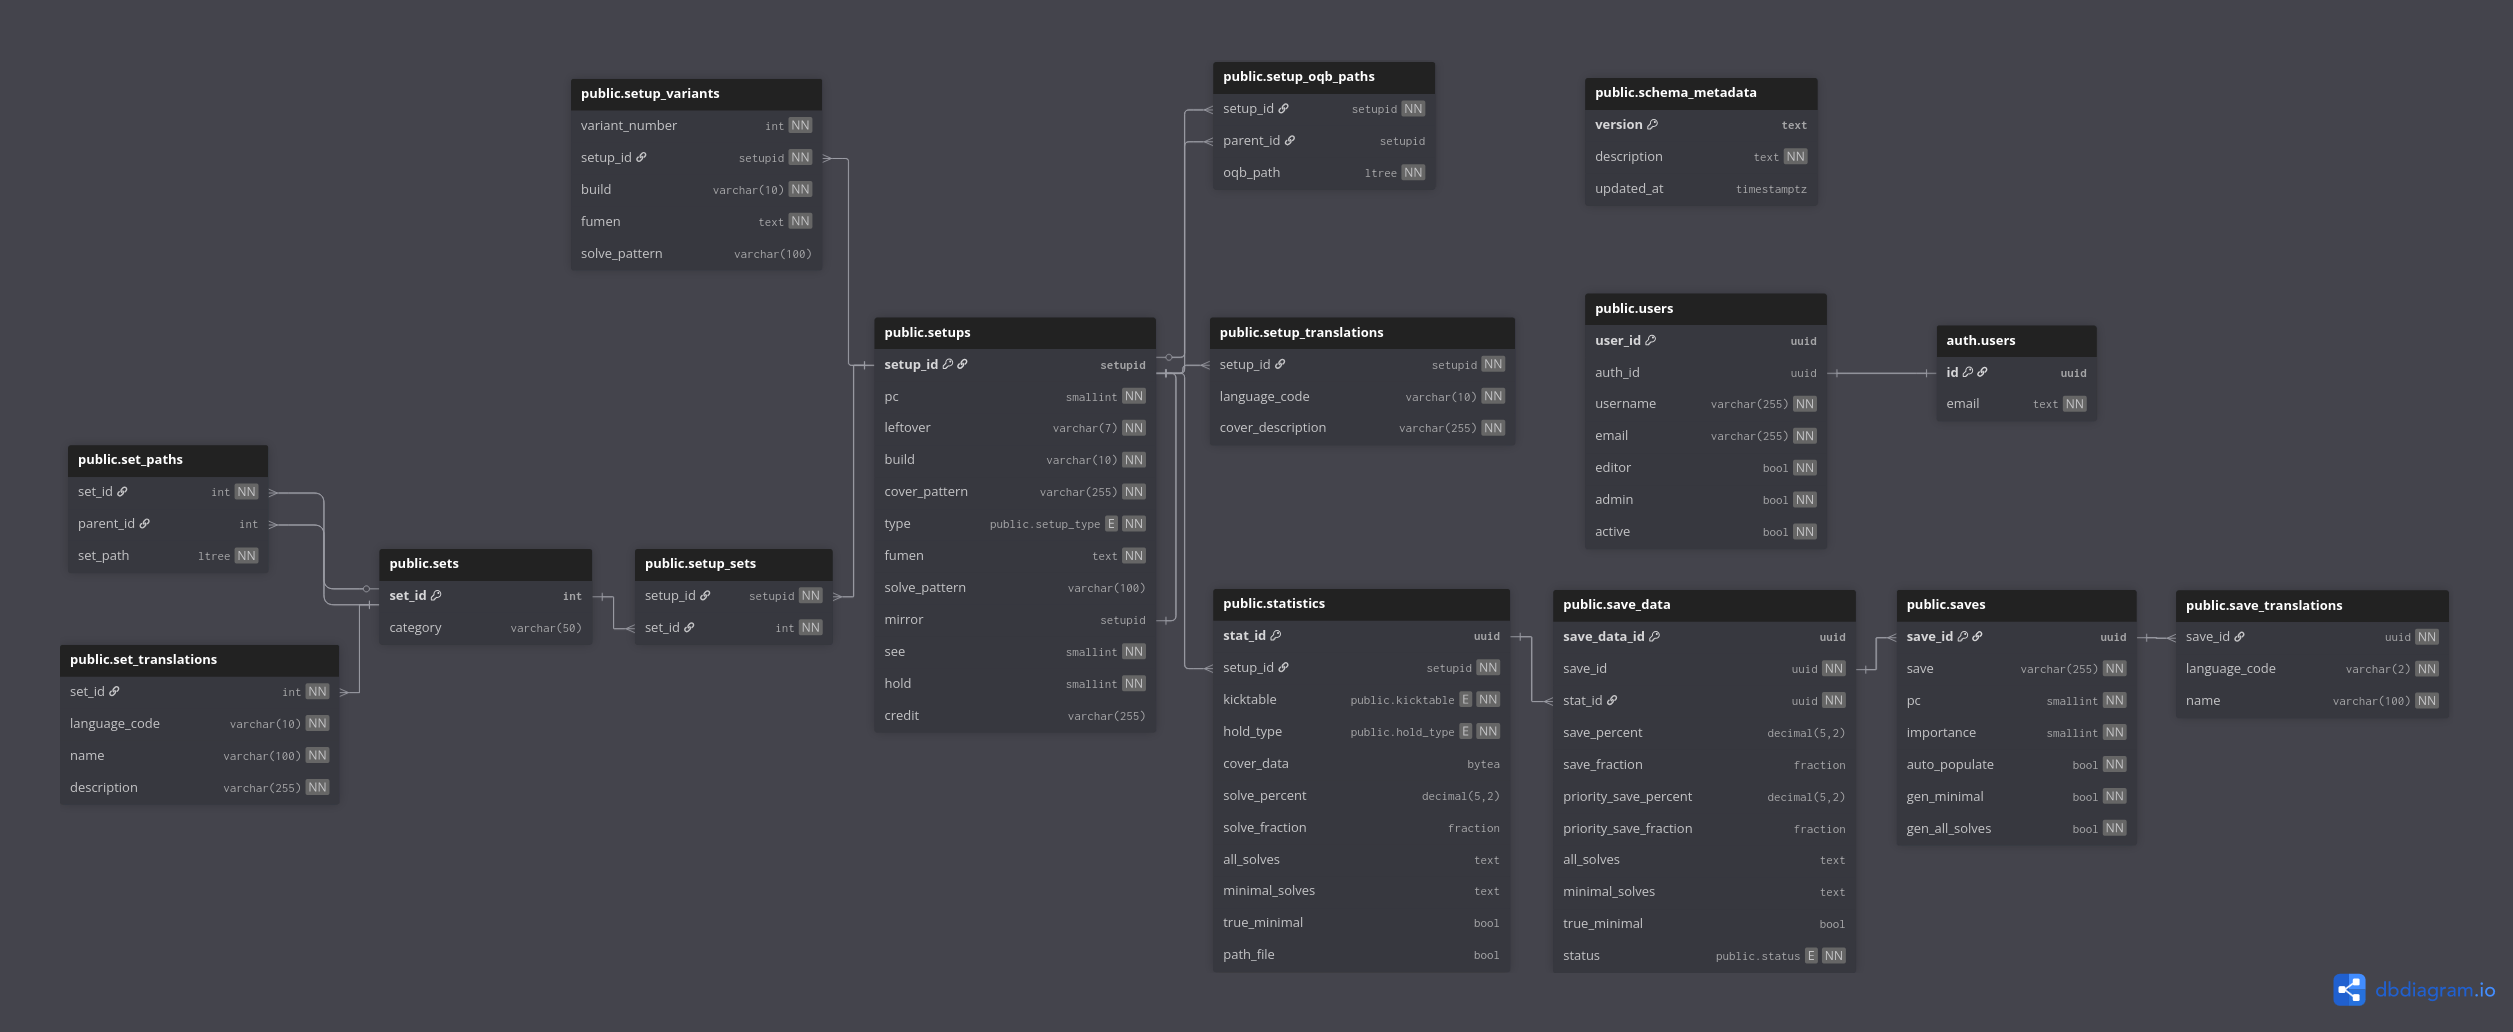 public.setup_variants
variant_number int NN
setup_id setupid NN
build varchar(10) NN
fumen text NN
solve_pattern varchar(100)
public.setup_oqb_paths
setup_id setupid NN
parent_id setupid
oqb_path ltree NN
public.schema_metadata
version text
description text NN
updated_at timestamptz
public.setups
setup_id setupid
pc smallint NN
leftover varchar(7) NN
build varchar(10) NN
cover_pattern varchar(255) NN
type public.setup_type E NN
fumen text NN
solve_pattern varchar(100)
mirror setupid
see smallint NN
hold smallint NN
credit varchar(255)
public.setup_translations
setup_id setupid NN
language_code varchar(10) NN
cover_description varchar(255) NN
public.users
user_id uuid
auth_id uuid
username varchar(255) NN
email varchar(255) NN
editor bool NN
admin bool NN
active bool NN
auth.users
id uuid
email text NN
public.set_paths
set_id int NN
parent_id int
set_path ltree NN
public.sets
set_id int
category varchar(50)
public.setup_sets
setup_id setupid NN
set_id int NN
public.set_translations
set_id int NN
language_code varchar(10) NN
name varchar(100) NN
description varchar(255) NN
public.statistics
stat_id uuid
setup_id setupid NN
kicktable public.kicktable E NN
hold_type public.hold_type E NN
cover_data bytea
solve_percent decimal(5,2)
solve_fraction fraction
all_solves text
minimal_solves text
true_minimal bool
path_file bool
public.save_data
save_data_id uuid
save_id uuid NN
stat_id uuid NN
save_percent decimal(5,2)
save_fraction fraction
priority_save_percent decimal(5,2)
priority_save_fraction fraction
all_solves text
minimal_solves text
true_minimal bool
status public.status E NN
public.saves
save_id uuid
save varchar(255) NN
pc smallint NN
importance smallint NN
auto_populate bool NN
gen_minimal bool NN
gen_all_solves bool NN
public.save_translations
save_id uuid NN
language_code varchar(2) NN
name varchar(100) NN
dbdiagram.io